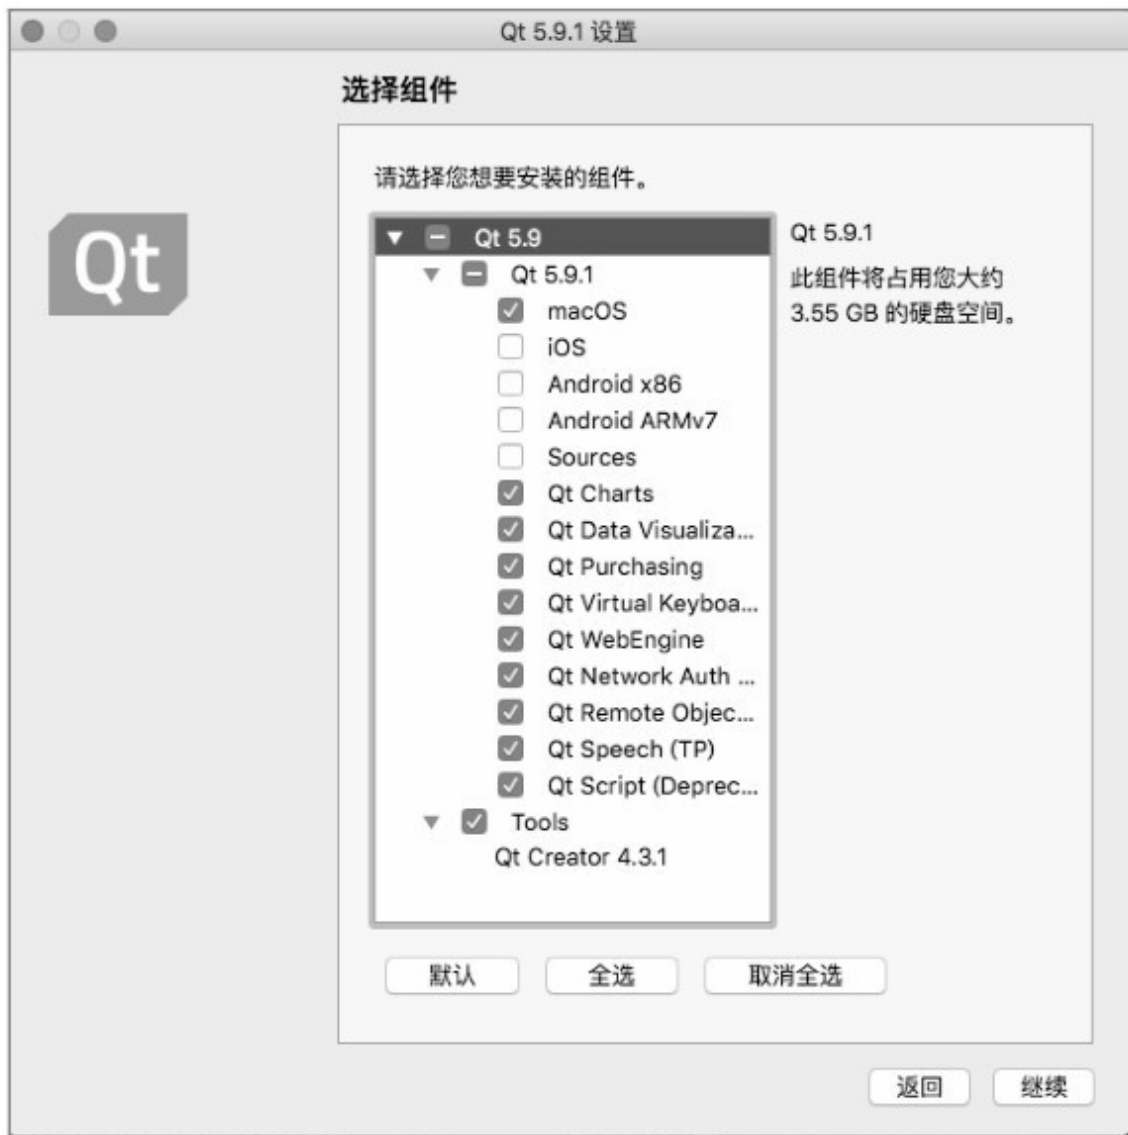 Qt 5.9.1 设置
选择组件
请选择您想要安装的组件。
Qt
Qt 5.9
Qt 5.9.1
macOS
iOS
Android x86
Android ARMv7
Sources
Qt Charts
Qt Data Visualiza...
Qt Purchasing
Qt Virtual Keyboa...
Qt WebEngine
Qt Network Auth ...
Qt Remote Objec...
Qt Speech (TP)
Qt Script (Deprec...
Tools
Qt Creator 4.3.1
Qt 5.9.1
此组件将占用您大约
3.55 GB 的硬盘空间。
默认 全选 取消全选
返回 继续